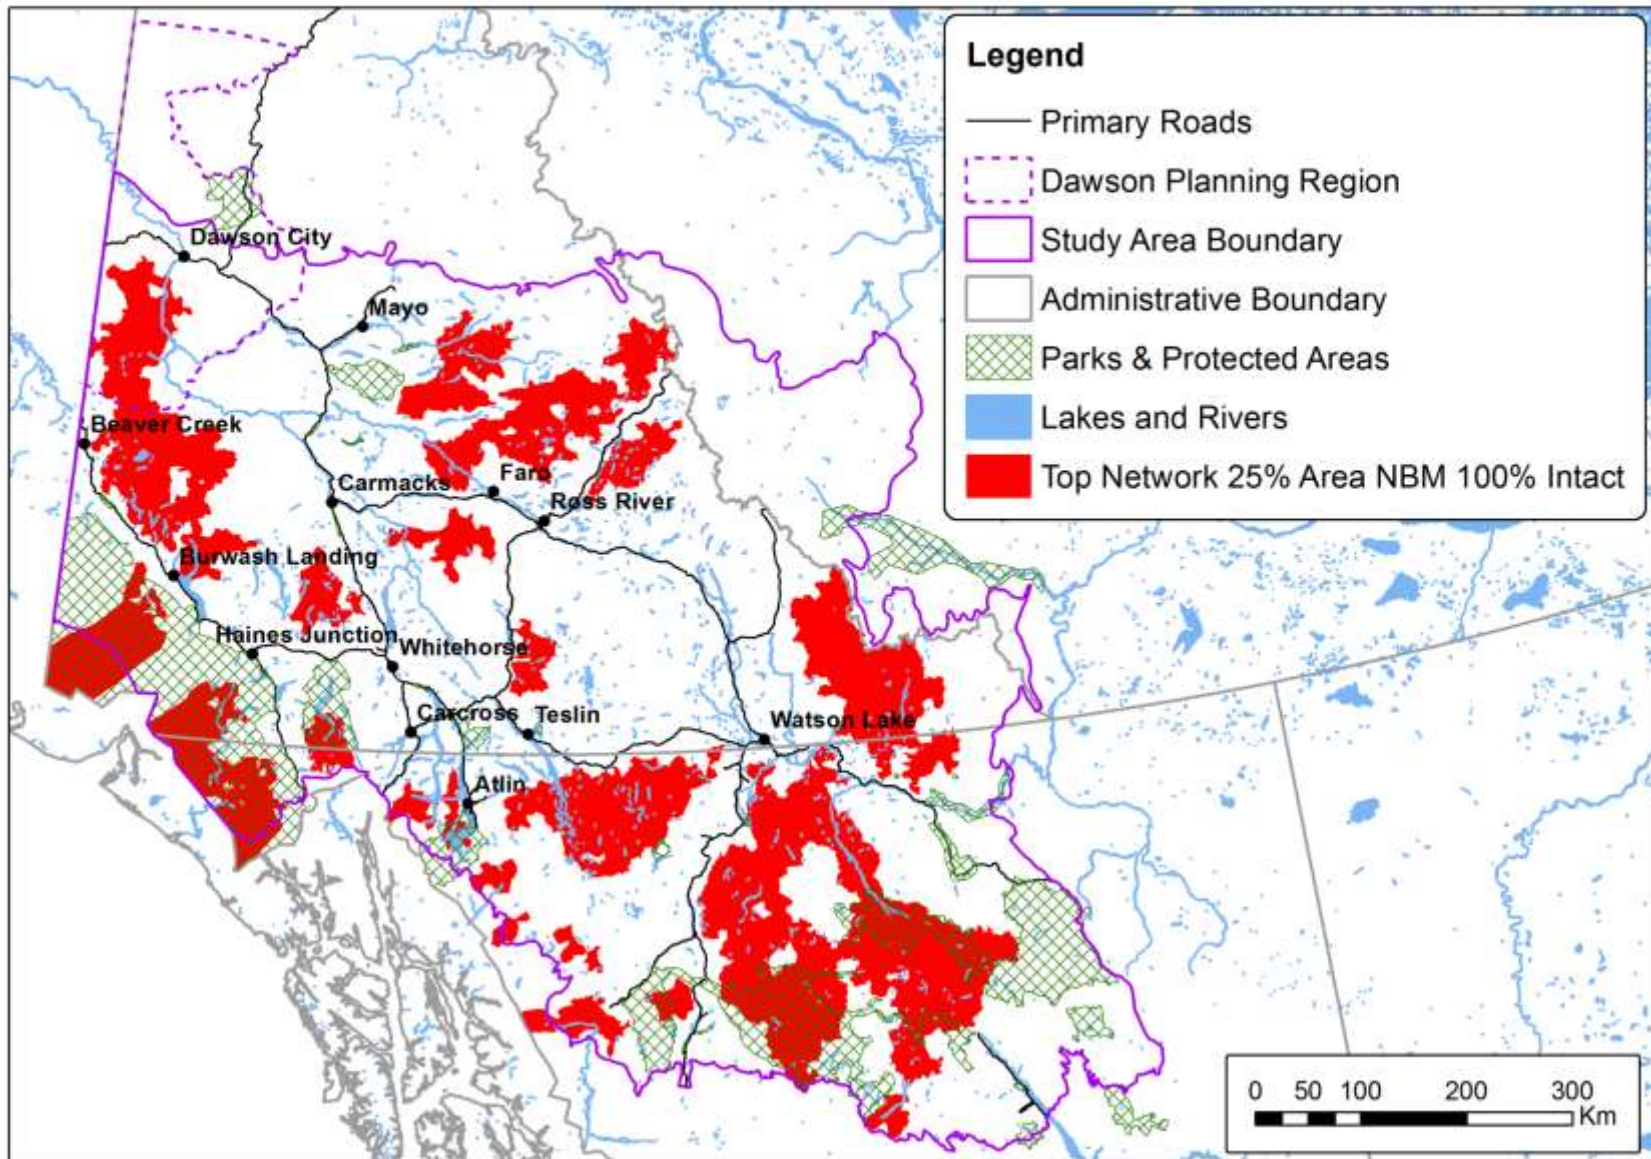 Legend
Primary Roads
Dawson Planning Region
Study Area Boundary
Administrative Boundary
Parks & Protected Areas
Lakes and Rivers
Top Network 25% Area NBM 100% Intact
Dawson City
Mayo
Beaver Creek
Carmacks
Faro
Ross River
Burwash Landing
Haines Junction
Whitehorse
Carcross
Teslin
Watson Lake
Atlin
0 50 100 200 300
Km